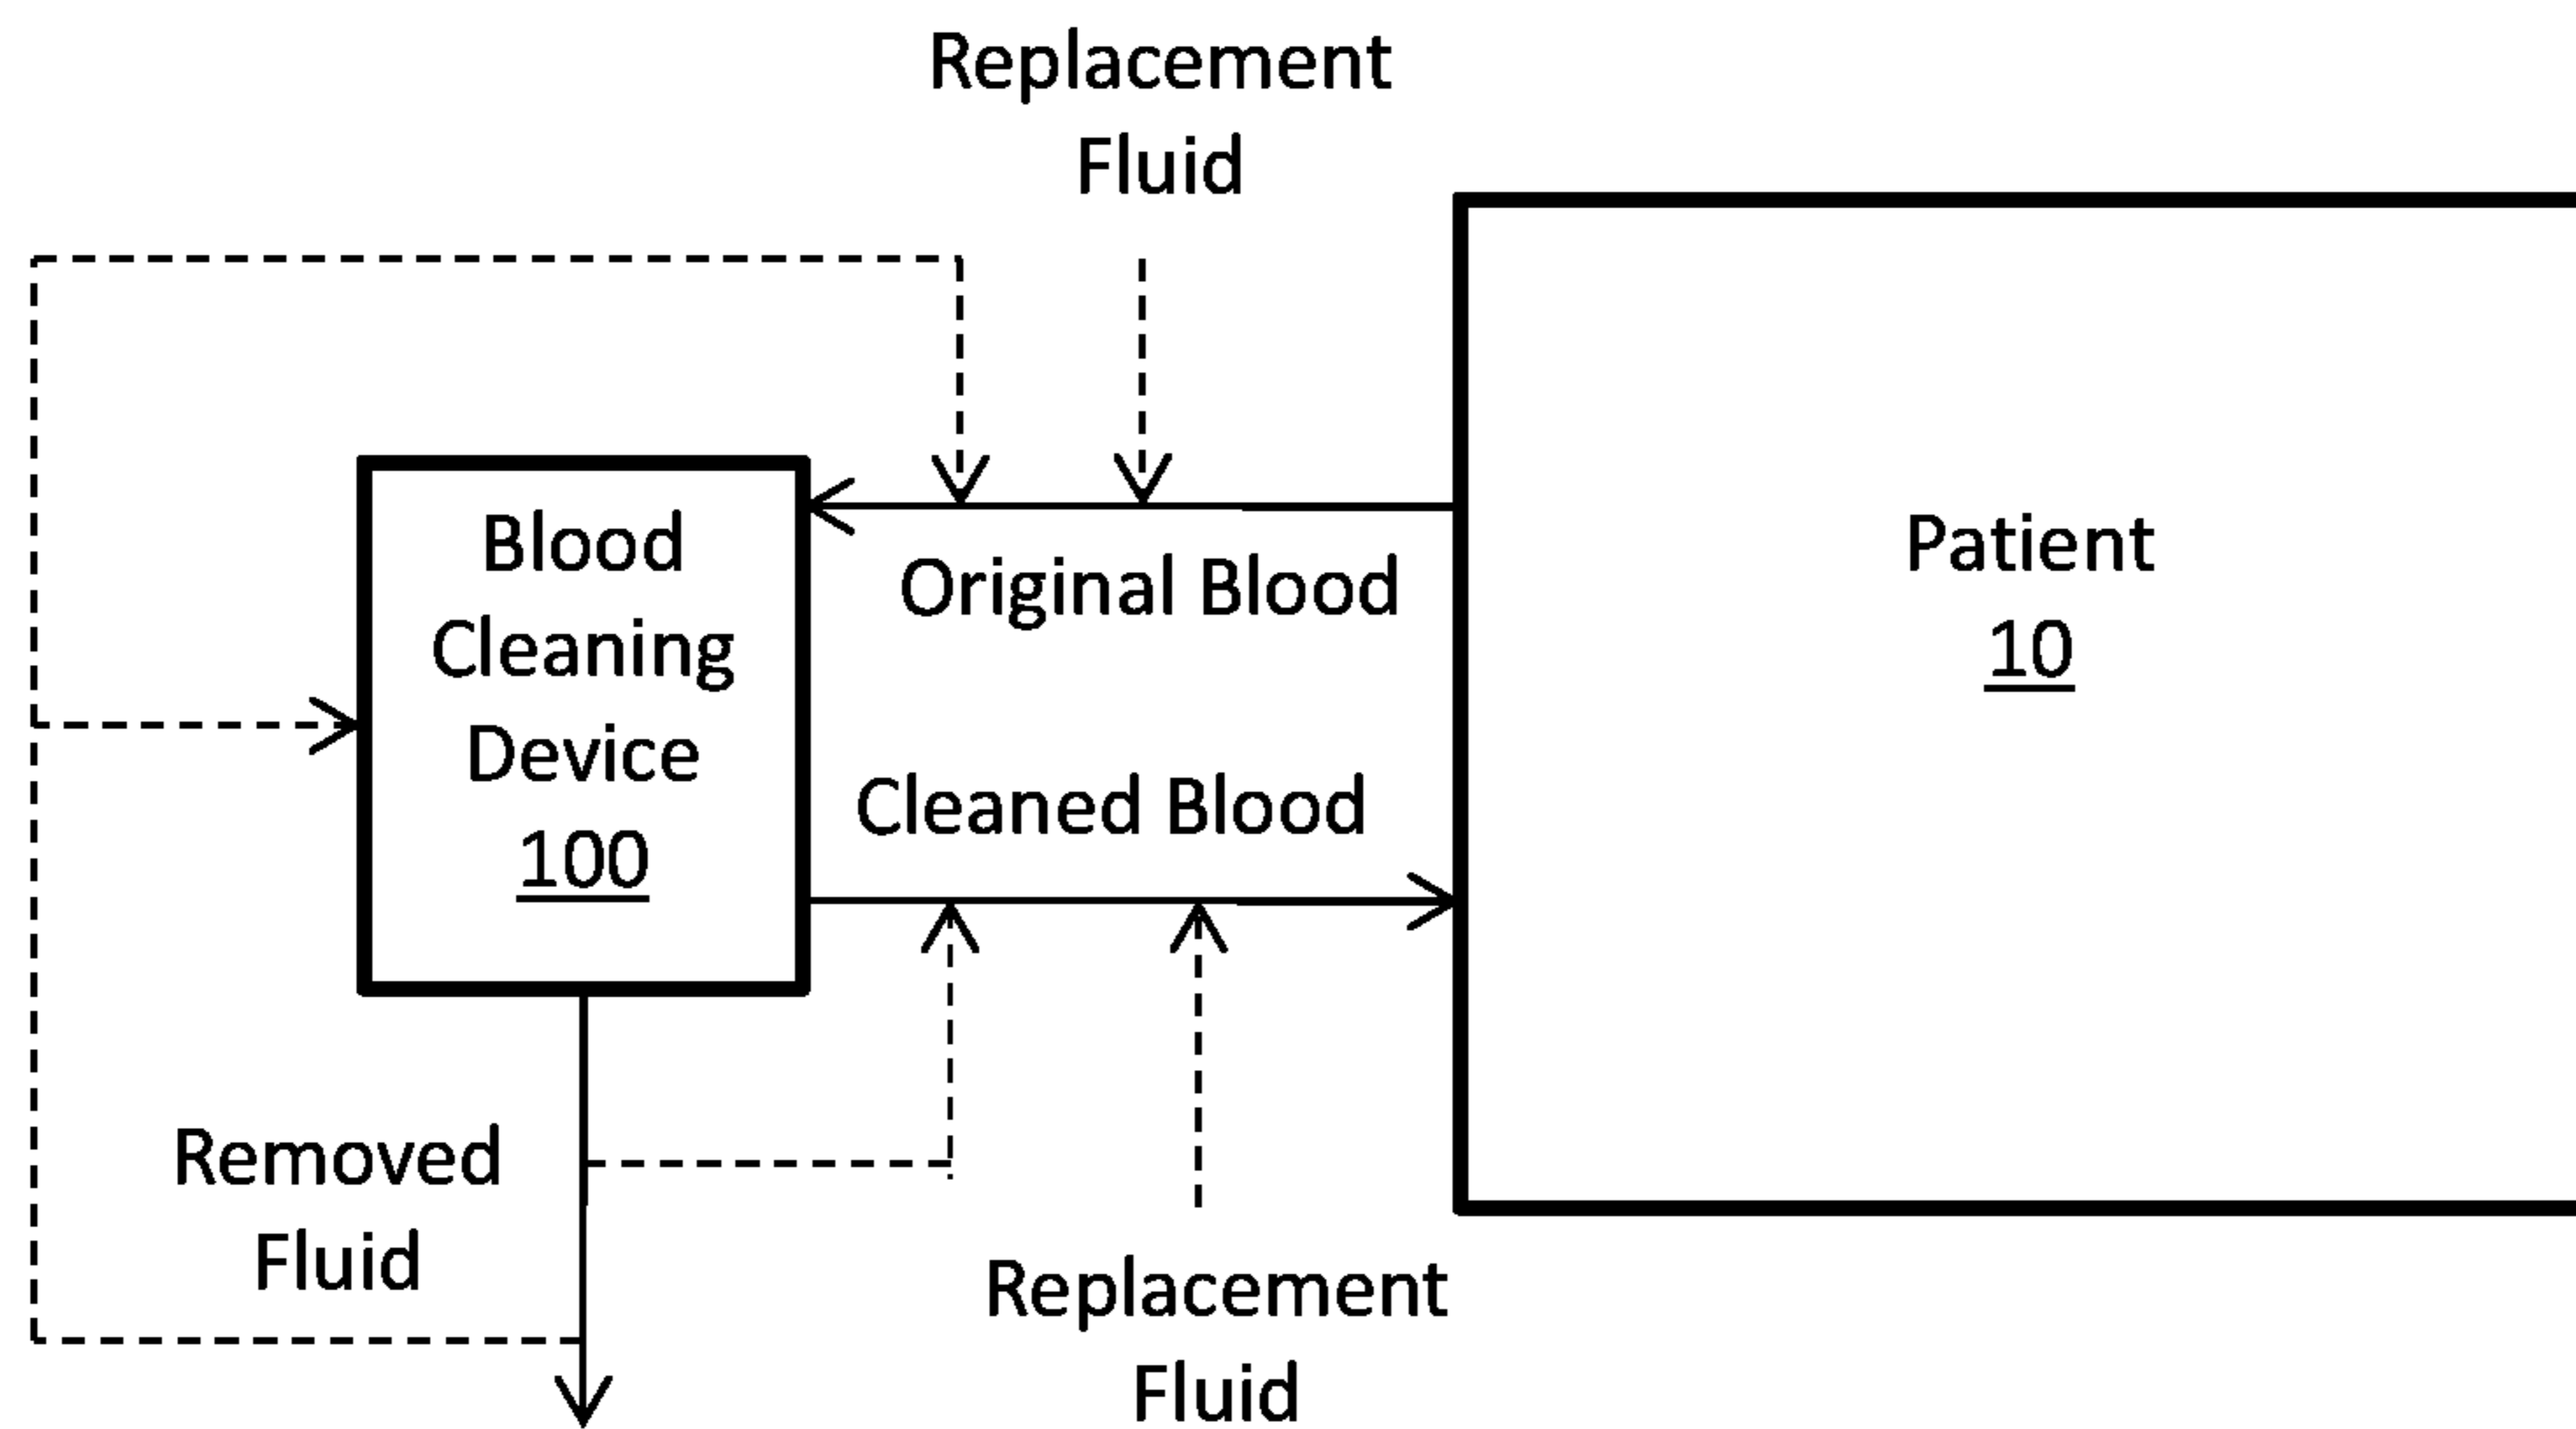 Replacement
Fluid
Blood
Cleaning
Device
100
Original Blood
Cleaned Blood
Patient
10
Removed
Fluid
Replacement
Fluid